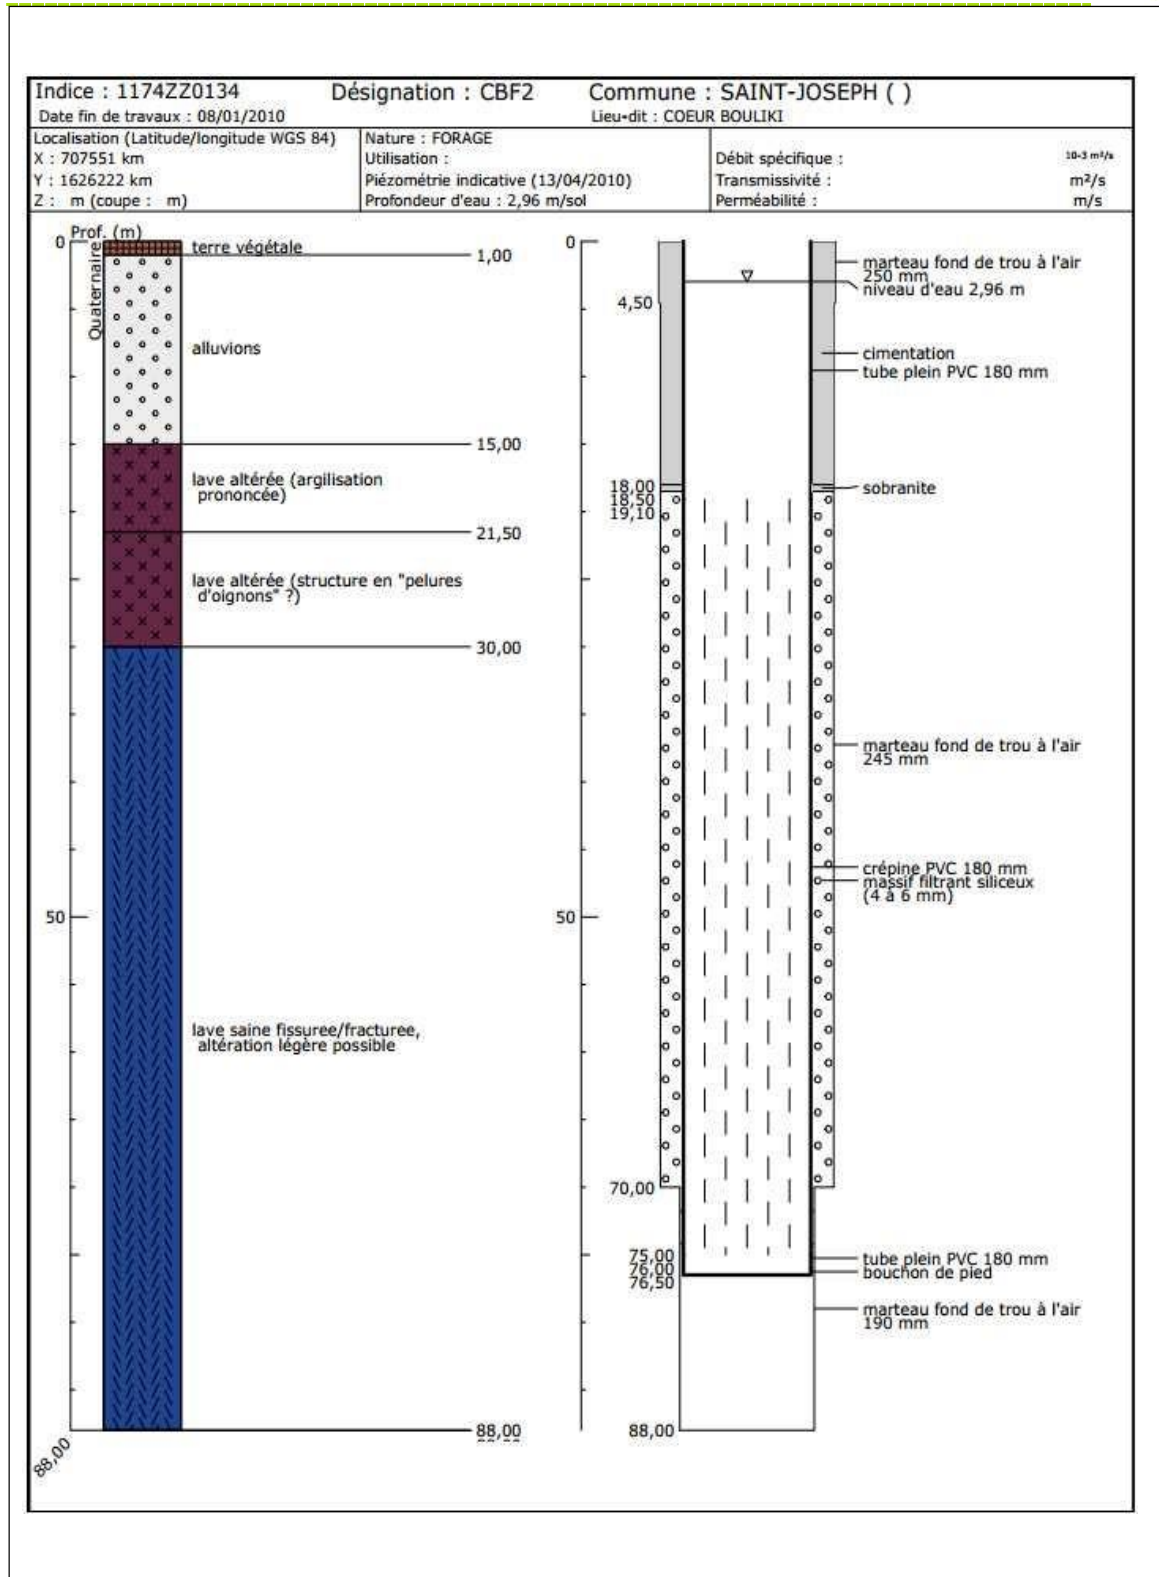 Indice : 1174ZZ0134 Désignation : CBF2 Commune : SAINT-JOSEPH ( )
Date fin de travaux : 08/01/2010 Lieu-dit : COEUR BOULIKI
Localisation (Latitude/longitude WGS 84)
X : 707551 km
Y : 1626222 km
Z : m (coupe : m)
Nature : FORAGE
Utilisation :
Piézométrie indicative (13/04/2010)
Profondeur d'eau : 2,96 m/sol
Débit spécifique : 10-3 m²/s
Transmissivité : m²/s
Perméabilité : m/s
Prof. (m)
0
Quaternaire
terre végétale
1,00
alluvions
15,00
lave altérée (argilisation
prononcée)
21,50
lave altérée (structure en "pelures
d'oignons" ?)
30,00
50
lave saine fissuree/fracturee,
altération légère possible
88,00
88,00
0
marteau fond de trou à l'air
250 mm
niveau d'eau 2,96 m
4,50
cimentation
tube plein PVC 180 mm
18,00
sobranite
18,50
19,10
marteau fond de trou à l'air
245 mm
crépine PVC 180 mm
massif filtrant siliceux
(4 à 6 mm)
50
70,00
75,00
tube plein PVC 180 mm
76,00
bouchon de pied
76,50
marteau fond de trou à l'air
190 mm
88,00